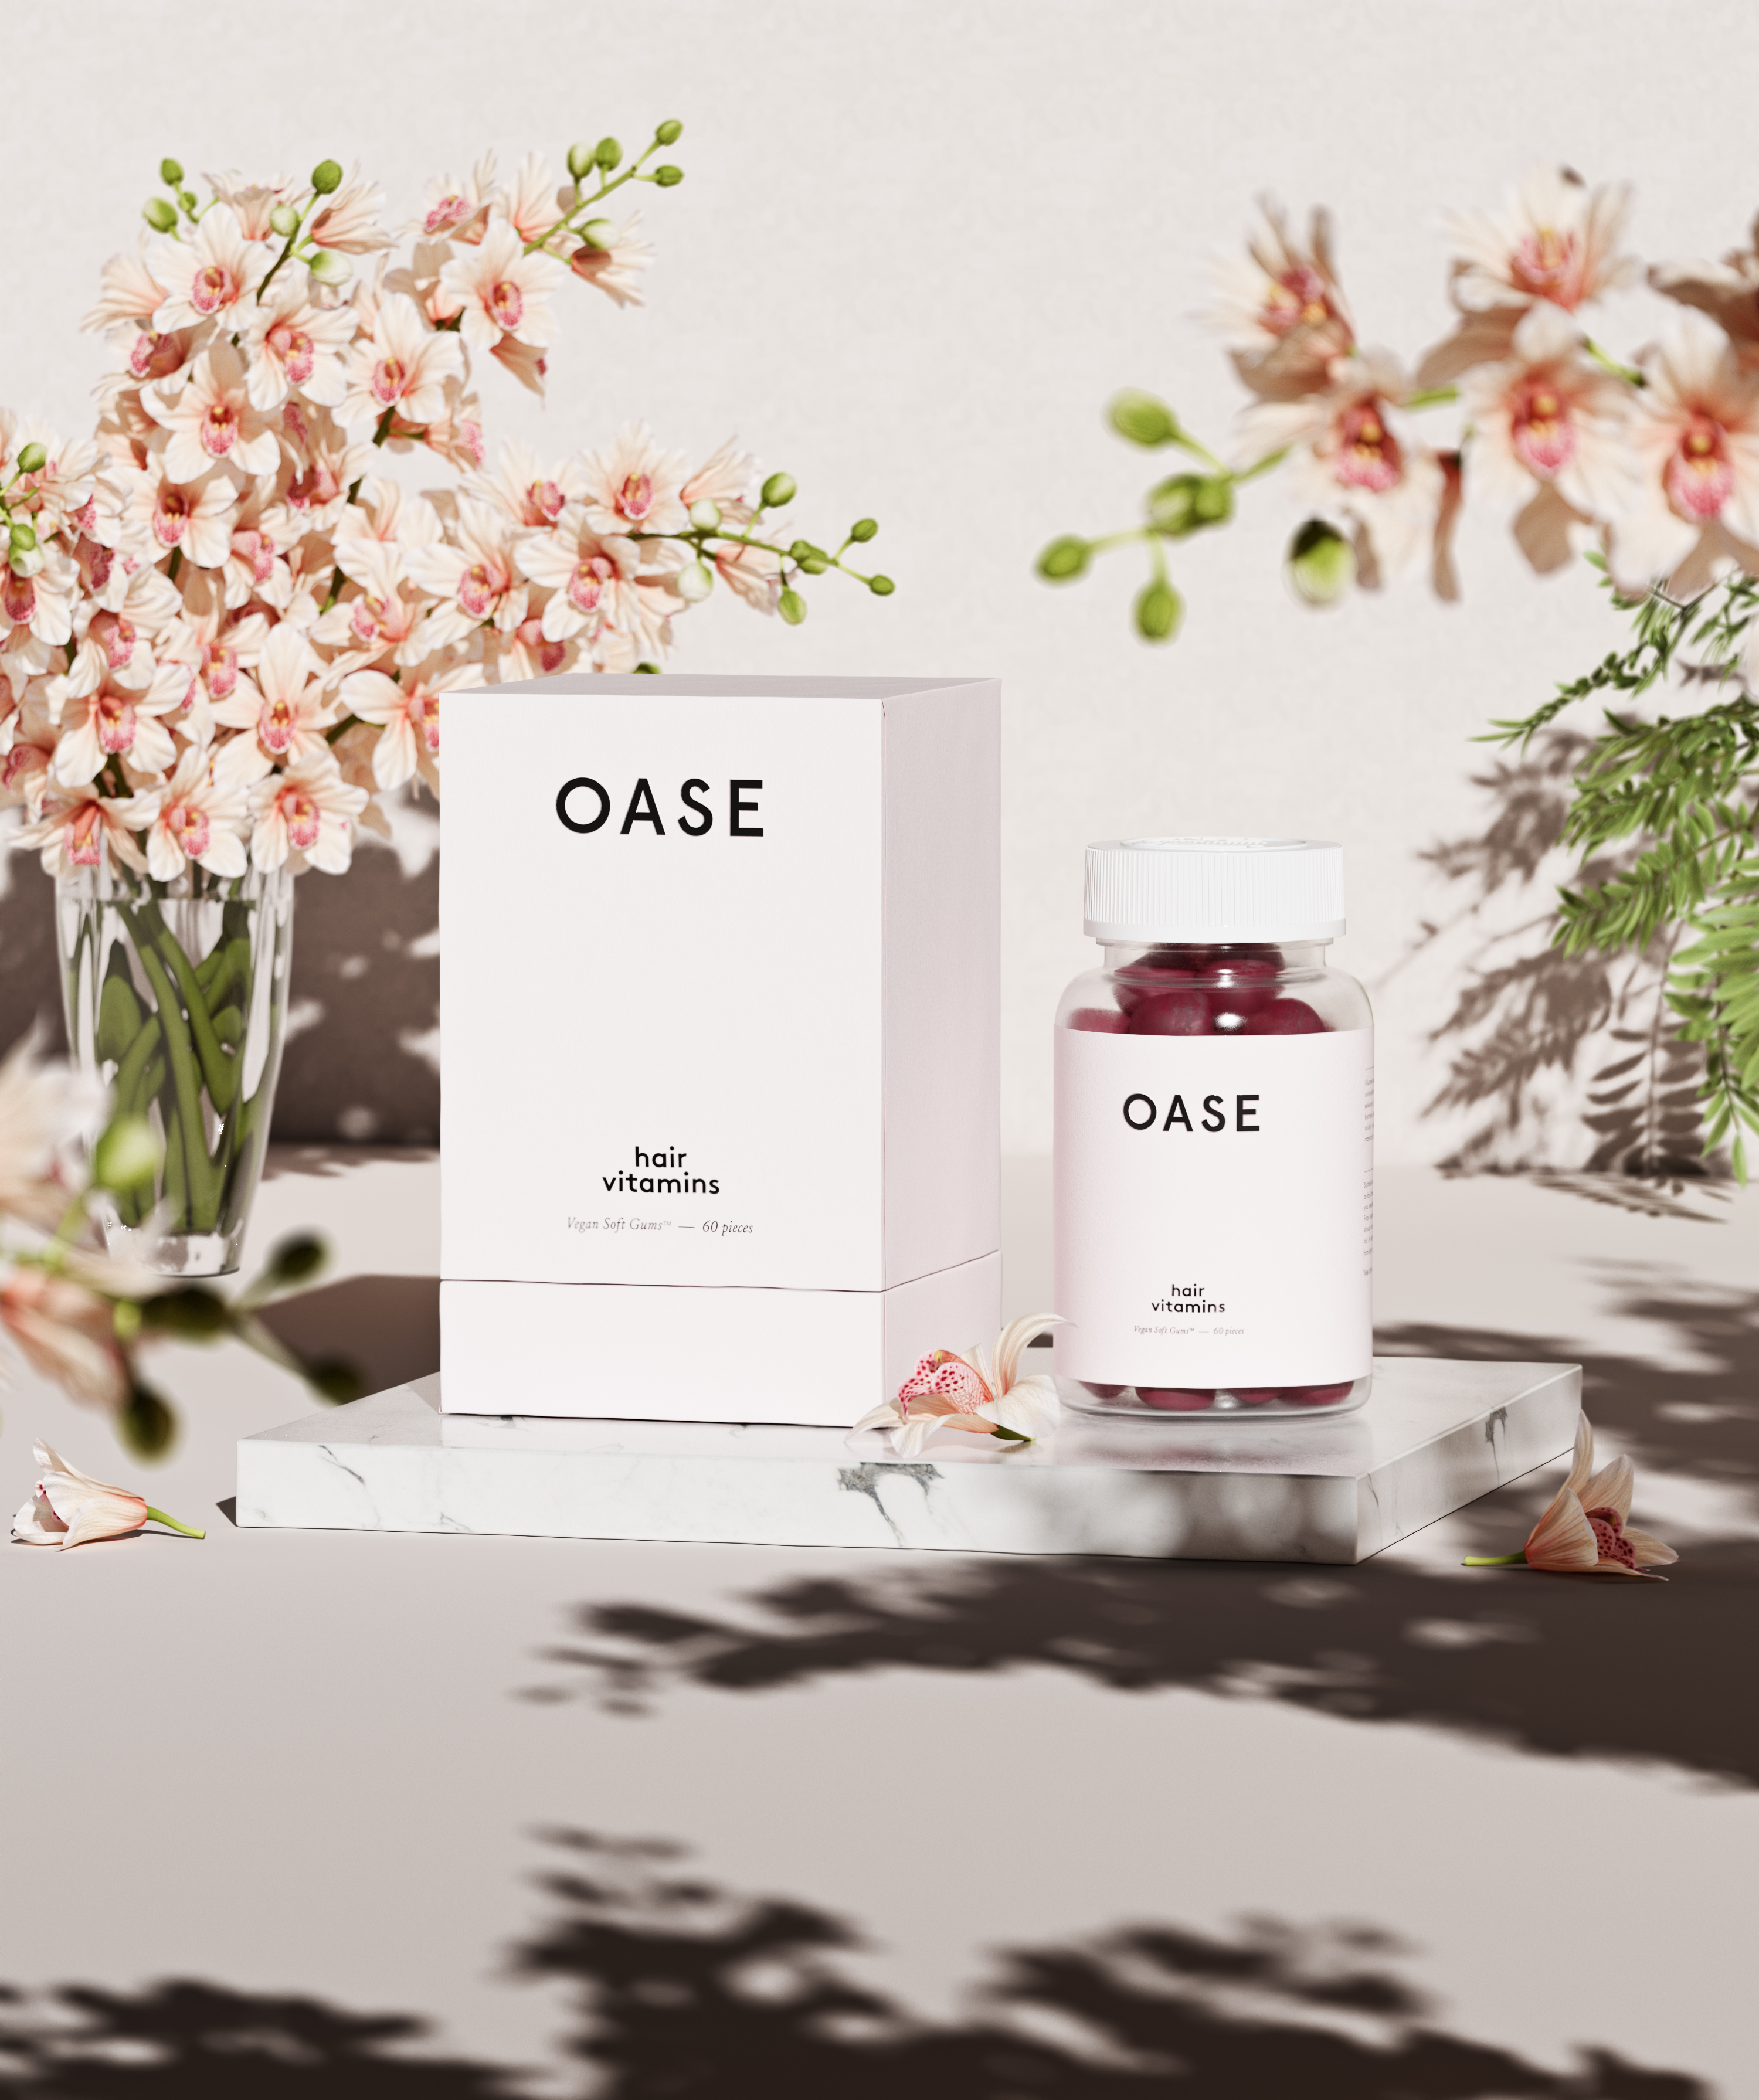 OASE
hair
vitamins
Vegan Soft Gums™ — 60 pieces
OASE
hair
vitamins
Vegan Soft Gums™ — 60 pieces